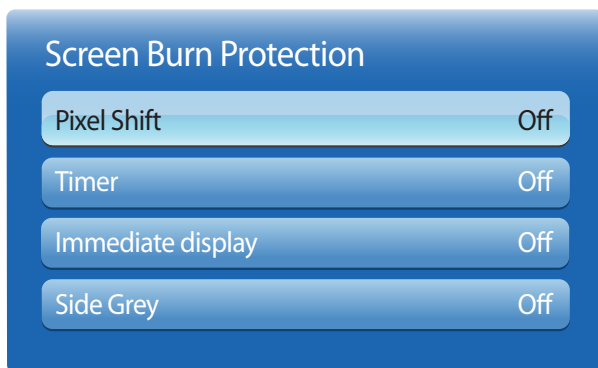 Screen Burn Protection
Pixel Shift Off
Timer Off
Immediate display Off
Side Grey Off